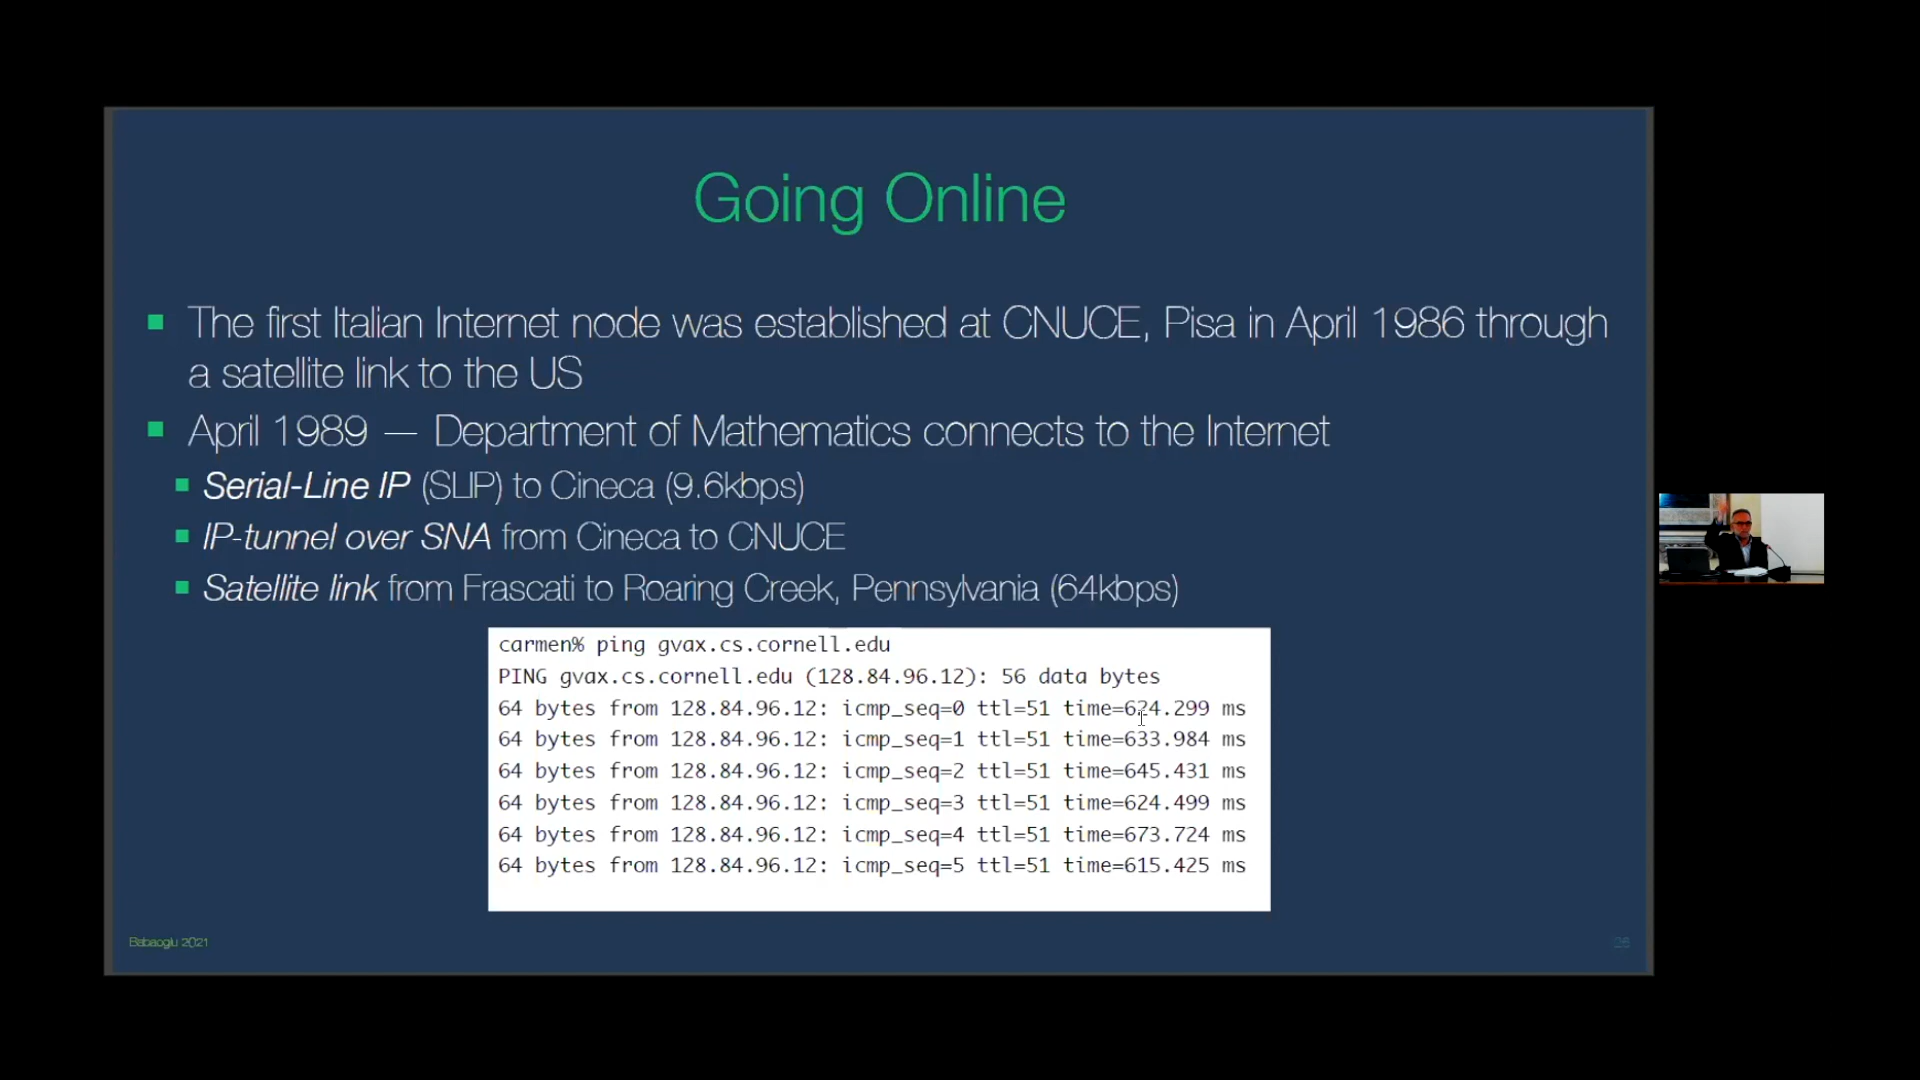 Going Online
The first Italian Internet node was established at CNUCE, Pisa in April 1986 through
a satellite link to the US
April 1989 — Department of Mathematics connects to the Internet
Serial-Line IP (SLIP) to Cineca (9.6kbps)
IP-tunnel over SNA from Cineca to CNUCE
Satellite link from Frascati to Roaring Creek, Pennsylvania (64kbps)
carmen% ping gvax.cs.cornell.edu
PING gvax.cs.cornell.edu (128.84.96.12): 56 data bytes
64 bytes from 128.84.96.12: icmp_seq=0 ttl=51 time=624.299 ms
64 bytes from 128.84.96.12: icmp_seq=1 ttl=51 time=633.984 ms
64 bytes from 128.84.96.12: icmp_seq=2 ttl=51 time=645.431 ms
64 bytes from 128.84.96.12: icmp_seq=3 ttl=51 time=624.499 ms
64 bytes from 128.84.96.12: icmp_seq=4 ttl=51 time=673.724 ms
64 bytes from 128.84.96.12: icmp_seq=5 ttl=51 time=615.425 ms
Babaoglu 2021